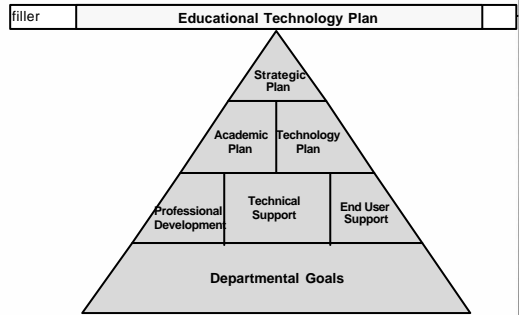 filler
Educational Technology Plan
Strategic
Plan
Academic
Plan
Technology
Plan
Professional
Development
Technical
Support
End User
Support
Departmental Goals